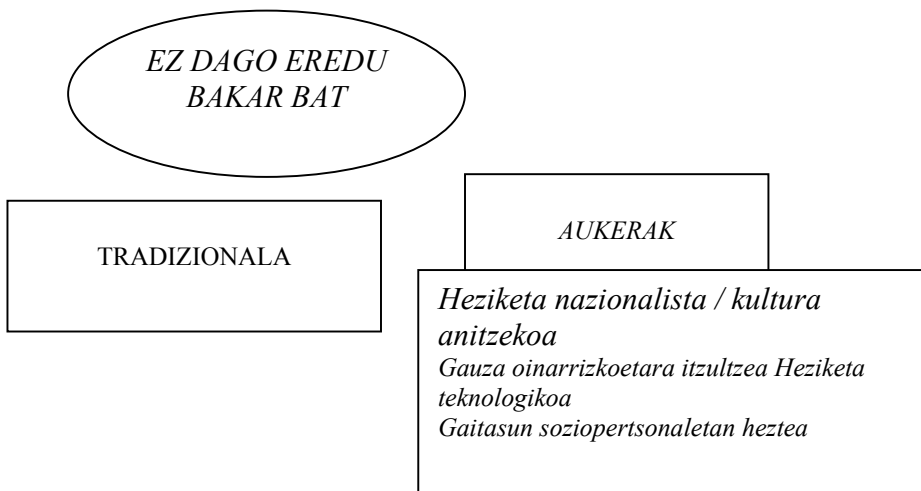 EZ DAGO EREDU
BAKAR BAT
TRADIZIONALA
AUKERAK
Heziketa nazionalista / kultura
anitzekoa
Gauza oinarrizkoetara itzultzea Heziketa
teknologikoa
Gaitasun soziopertsonaletan heztea